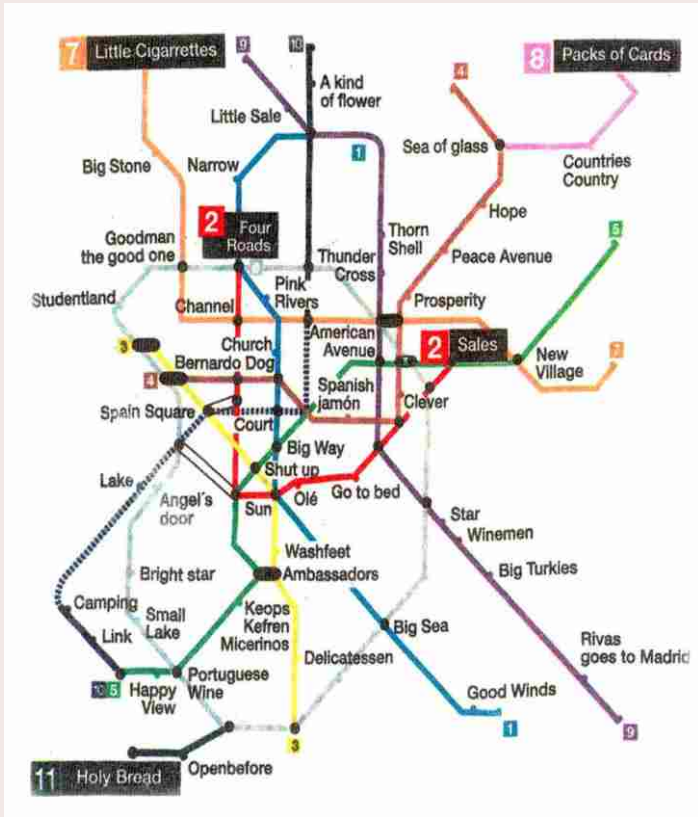 7 Little Cigarrettes
9
10
8 Packs of Cards
A kind
of flower
4
Little Sale
1
Sea of glass
Big Stone
Narrow
Countries
Country
Hope
2 Four
Roads
Thorn
Shell
5
Goodman
the good one
Thunder
Cross
Peace Avenue
Studentland
Pink
Rivers
Channel
Prosperity
American
Avenue
2 Sales
3
Church
New
Village
7
Bernardo Dog
4
Spanish
jamón
Clever
Spain Square
Court
Big Way
Lake
Shut up
Angel's
door
Sun
Olé
Go to bed
Star
Winemen
Washfeet
Bright star
Ambassadors
Big Turkies
Camping
Small
Lake
Keops
Kefren
Micerinos
Big Sea
Link
Delicatessen
Rivas
goes to Madrid
10 5
Happy
View
Portuguese
Wine
Good Winds
1
9
3
11 Holy Bread
Openbefore